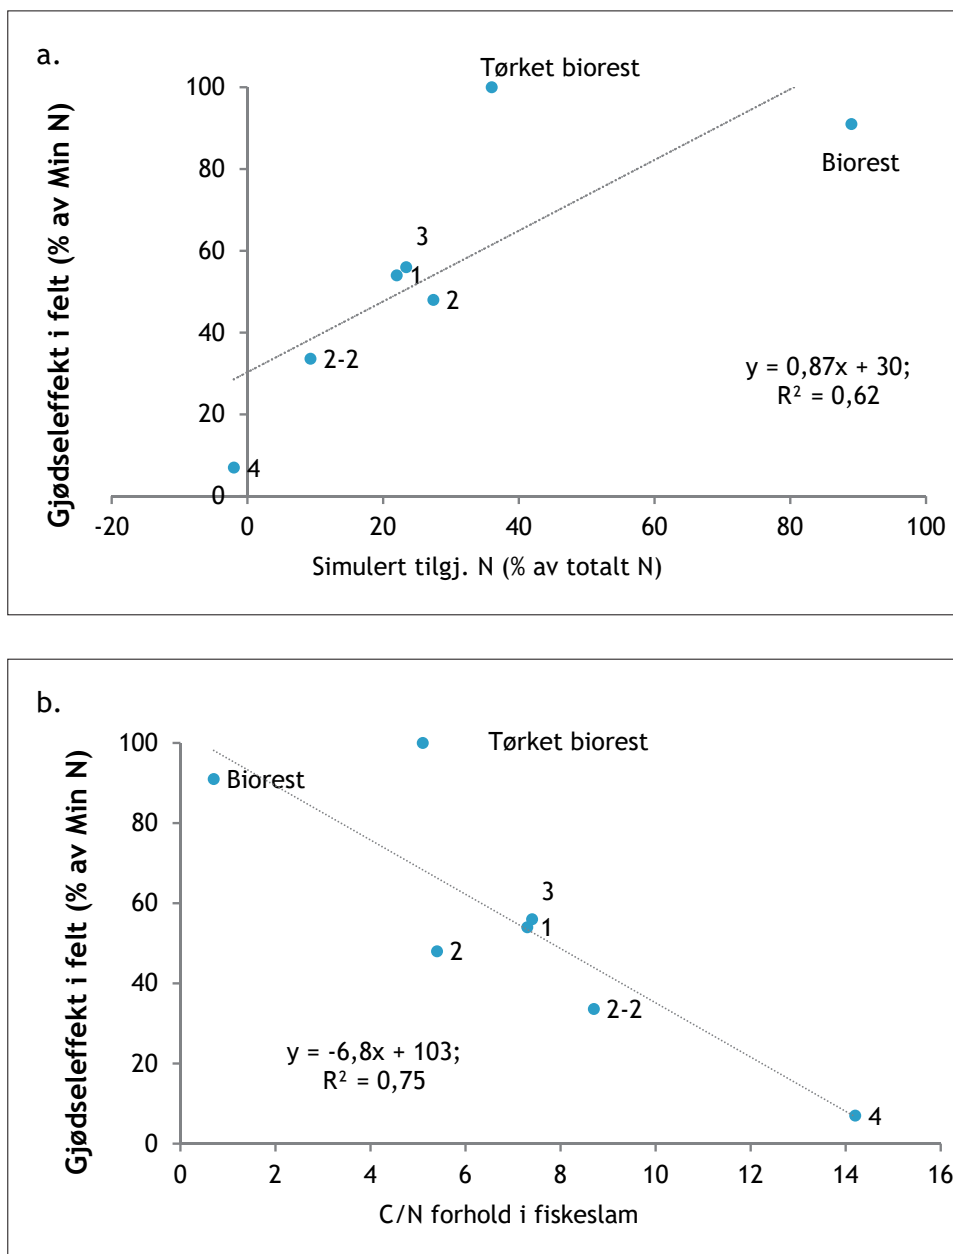 a.
Gjødseleffekt i felt (% av Min N)
Tørket biorest
Biorest
3
1
2
2-2
4
y = 0,87x + 30;
R² = 0,62
100
80
60
40
20
0
-20 0 20 40 60 80 100
Simulert tilgj. N (% av totalt N)
b.
Gjødseleffekt i felt (% av Min N)
Tørket biorest
Biorest
3
1
2
2-2
4
y = -6,8x + 103;
R² = 0,75
100
80
60
40
20
0
0 2 4 6 8 10 12 14 16
C/N forhold i fiskeslam